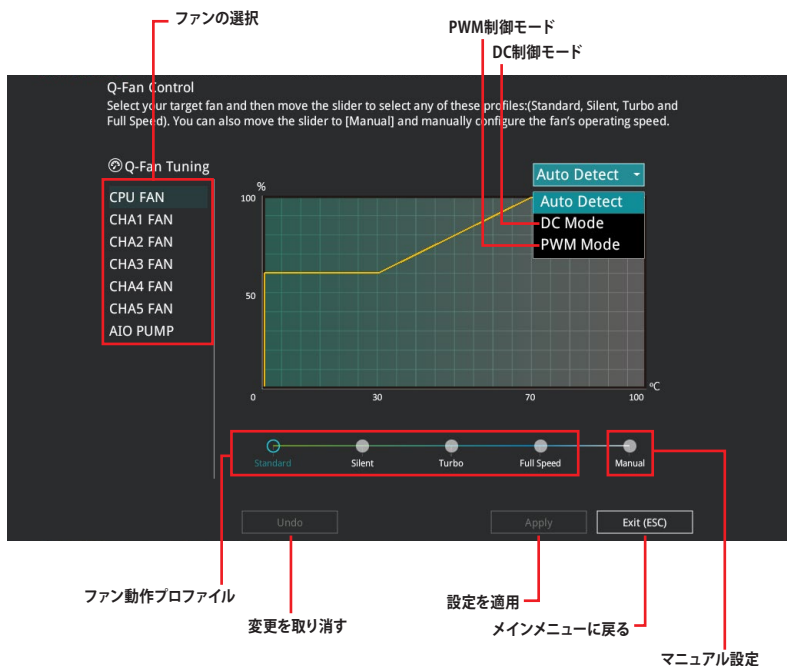 ファンの選択
PWM制御モード
DC制御モード
Q-Fan Control
Select your target fan and then move the slider to select any of these profiles:(Standard, Silent, Turbo and
Full Speed). You can also move the slider to [Manual] and manually configure the fan's operating speed.
Q-Fan Tuning
Auto Detect
CPU FAN
CHA1 FAN
CHA2 FAN
CHA3 FAN
CHA4 FAN
CHA5 FAN
AIO PUMP
%
100
50
0
30
70
100
°C
Auto Detect
DC Mode
PWM Mode
Standard
Silent
Turbo
Full Speed
Manual
Undo
Apply
Exit (ESC)
ファン動作プロファイル
変更を取り消す
設定を適用
メインメニューに戻る
マニュアル設定